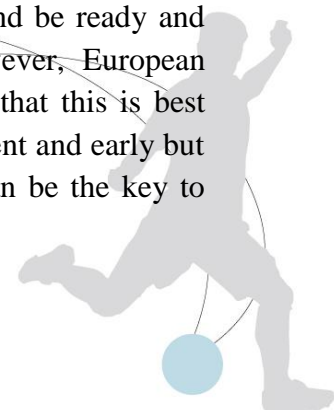 nd be ready and
ever, European
that this is best
ent and early but
n be the key to